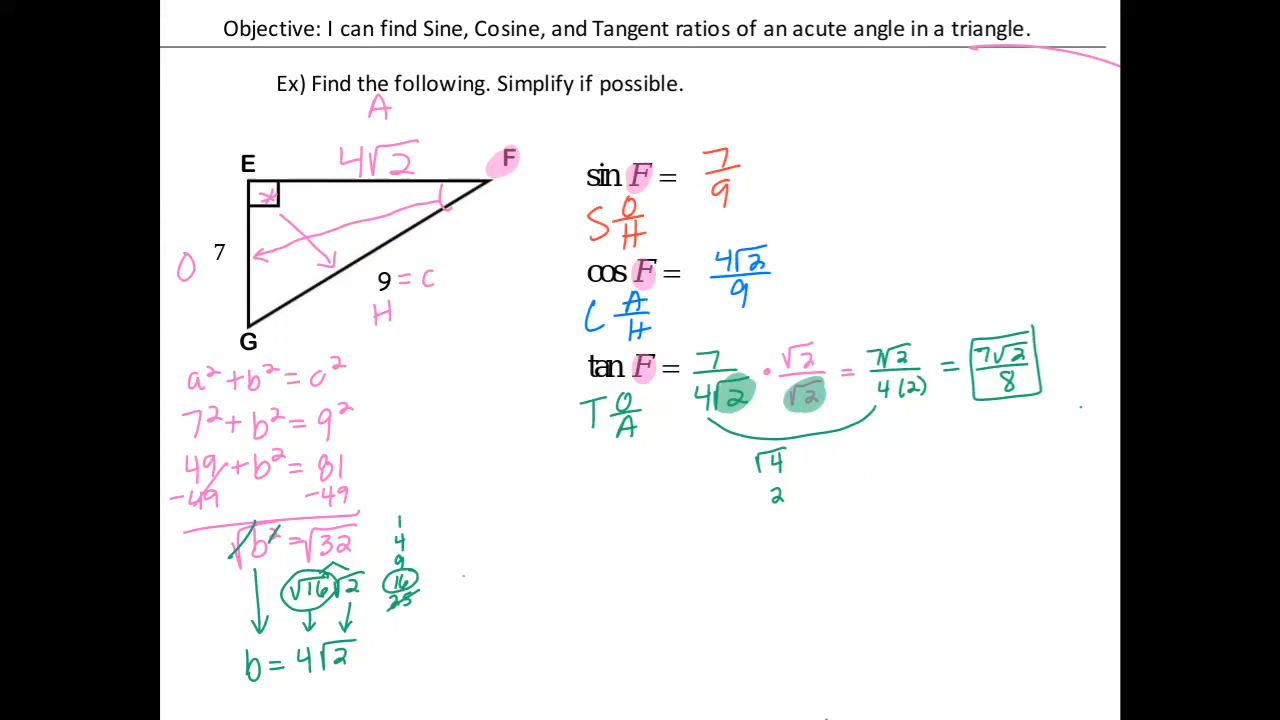 Objective: I can find Sine, Cosine, and Tangent ratios of an acute angle in a triangle.
Ex) Find the following. Simplify if possible.
A
E 4√2 F
O 7
9 = C
H
G
a² + b² = c²
7² + b² = 9²
49 + b² = 81
-49 -49
√b² = √32
√16 √2
b = 4√2
1
4
9
16
25
sin F = 7/9
S O/H
cos F = 4√2/9
C A/H
tan F = 7/4√2 · √2/√2 = 7√2/4(2) = 7√2/8
T O/A
√4
2